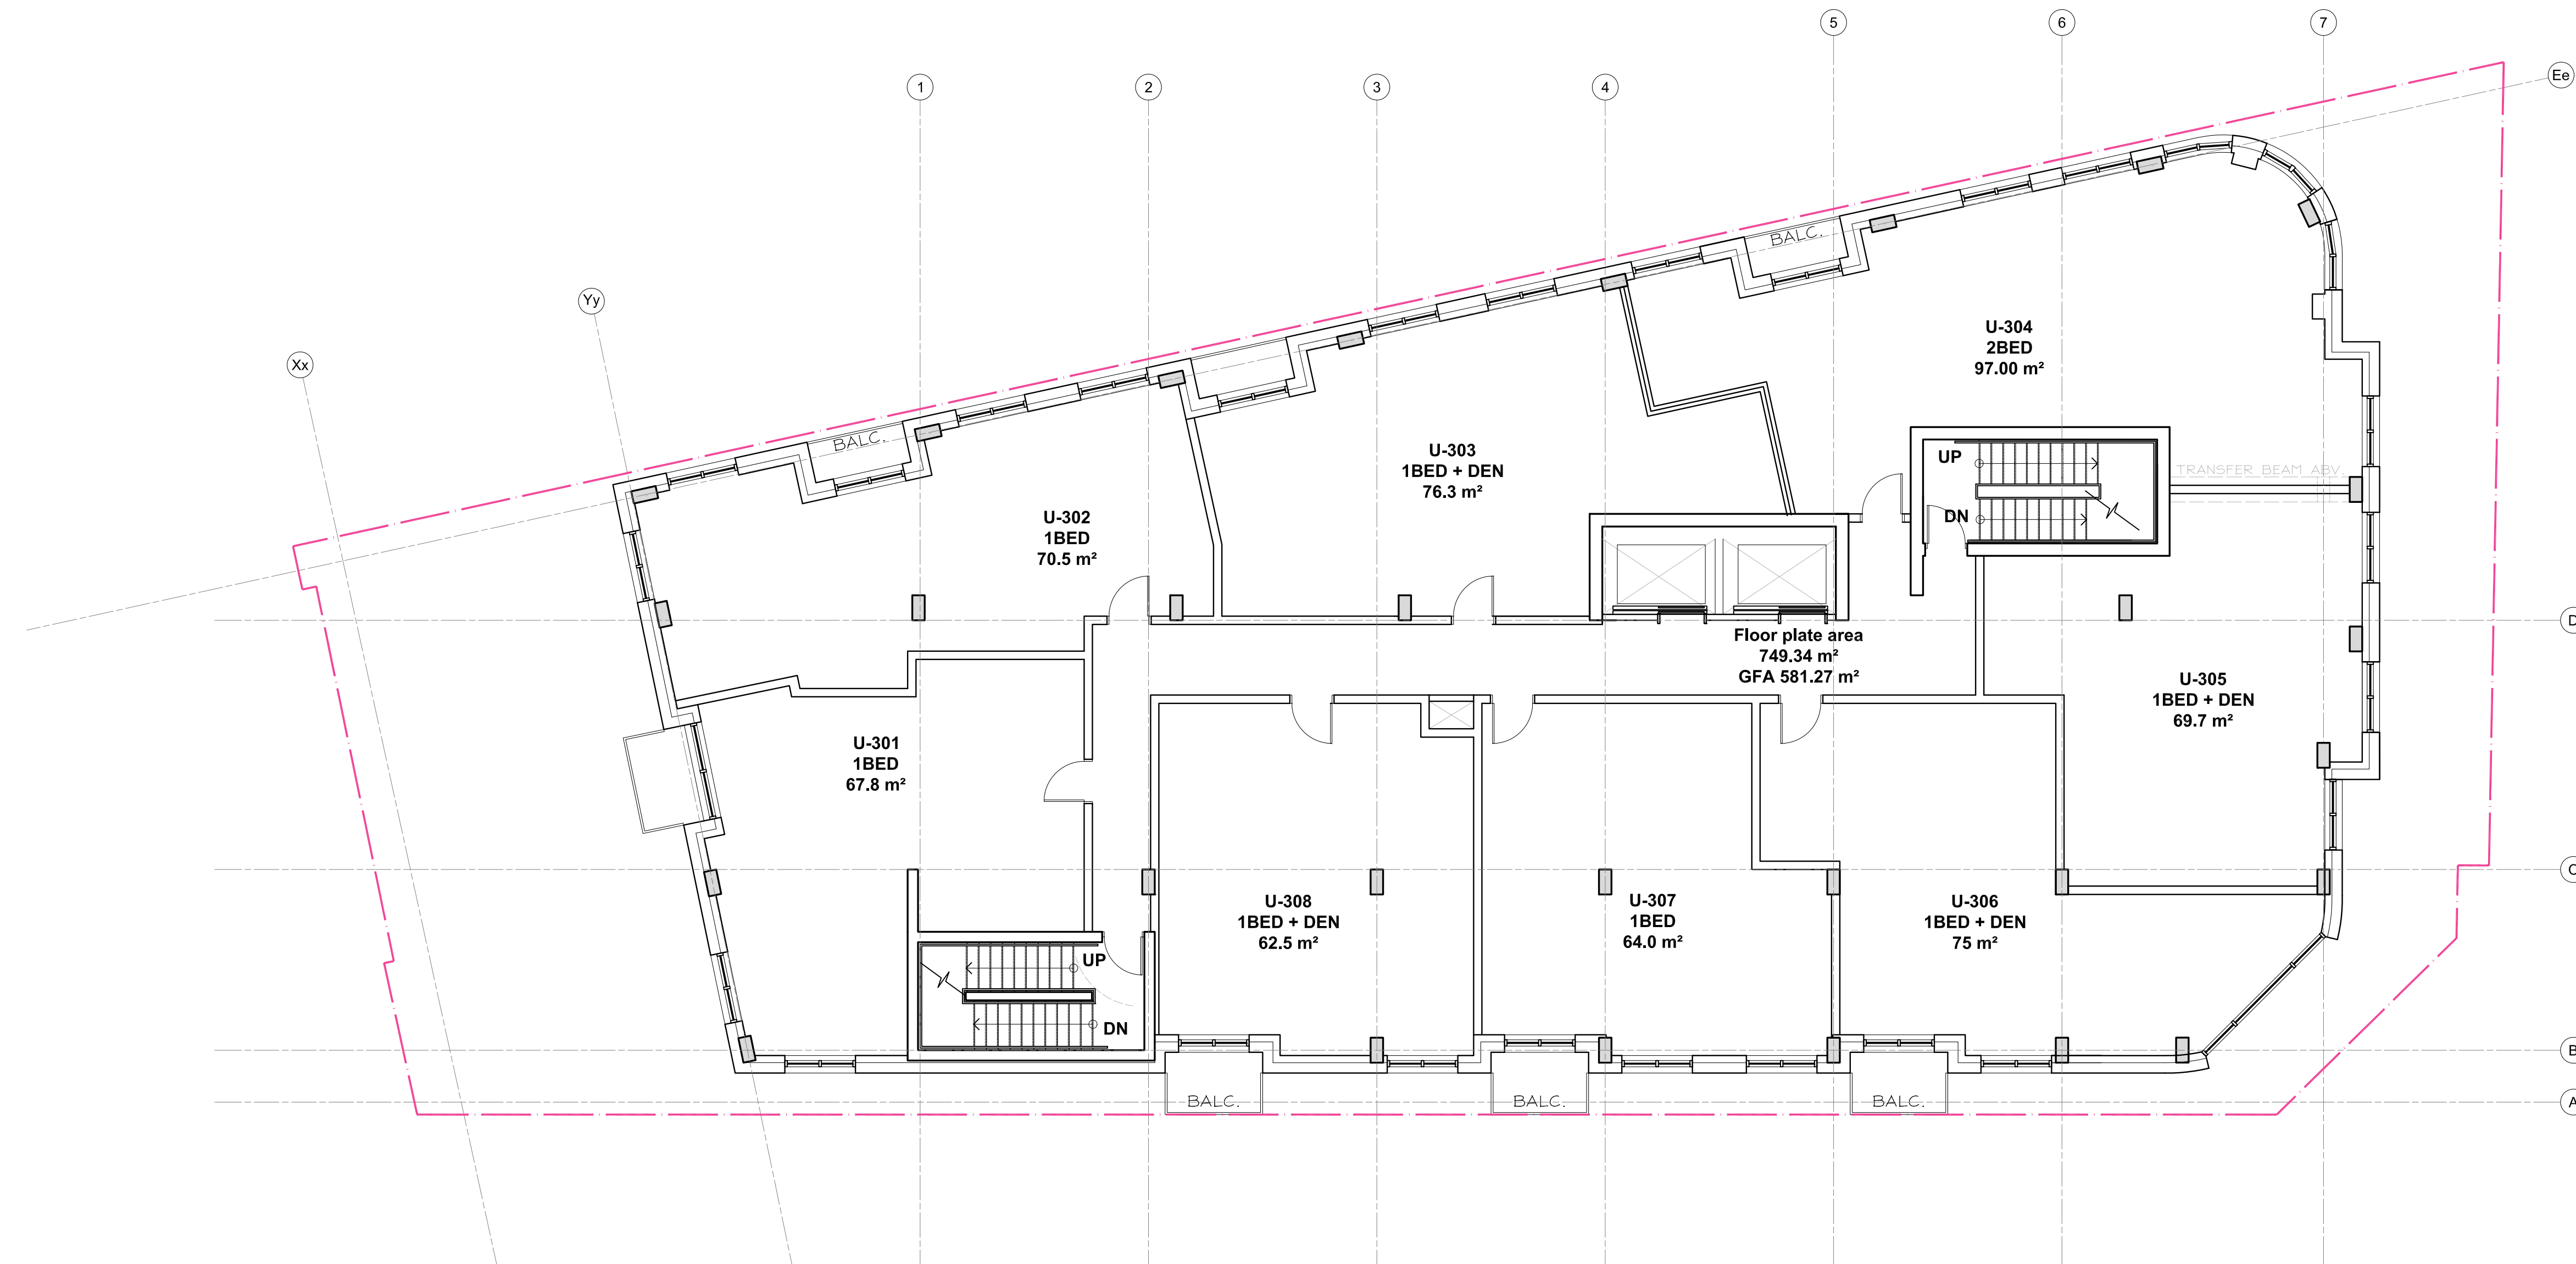 5
6
7
Ee
1
2
3
4
BALC.
Yy
U-304
2BED
97.00 m²
Xx
BALC.
U-303
1BED + DEN
76.3 m²
UP
TRANSFER BEAM ABV.
DN
U-302
1BED
70.5 m²
D
Floor plate area
749.34 m²
GFA 581.27 m²
U-305
1BED + DEN
69.7 m²
U-301
1BED
67.8 m²
C
U-308
1BED + DEN
62.5 m²
U-307
1BED
64.0 m²
U-306
1BED + DEN
75 m²
UP
DN
B
BALC.
BALC.
BALC.
A